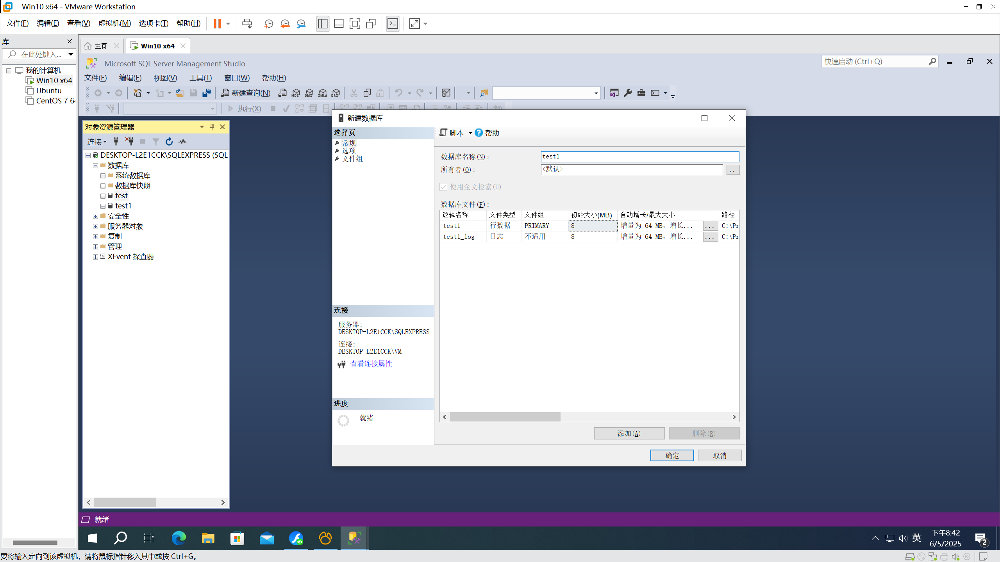 Win10 x64 - VMware Workstation
文件(F) 编辑(E) 查看(V) 虚拟机(M) 选项卡(T) 帮助(H)
库
在此处键入...
我的计算机
Win10 x64
Ubuntu
CentOS 7 64
主页
Win10 x64
Microsoft SQL Server Management Studio
快速启动 (Ctrl+Q)
文件(F) 编辑(E) 视图(V) 工具(T) 窗口(W) 帮助(H)
新建查询(N) MDX DMX XMLA DAX
执行(X)
对象资源管理器
连接
DESKTOP-L2E1CCK\SQLEXPRESS (SQL
数据库
系统数据库
数据库快照
test
test1
安全性
服务器对象
复制
管理
XEvent 探查器
新建数据库
选择页
常规
选项
文件组
脚本 帮助
数据库名称(N): test1
所有者(O): <默认> ..
使用全文检索(U)
数据库文件(F):
逻辑名称 文件类型 文件组 初始大小(MB) 自动增长/最大大小 路径
test1 行数据 PRIMARY 8 增量为 64 MB，增长... ... C:\Pr
test1_log 日志 不适用 8 增量为 64 MB，增长... ... C:\Pr
连接
服务器:
DESKTOP-L2E1CCK\SQLEXPRESS
连接:
DESKTOP-L2E1CCK\VM
查看连接属性
进度
就绪
添加(A) 删除(R)
确定 取消
就绪
英
下午8:42
6/5/2025
2
要将输入定向到该虚拟机，请将鼠标指针移入其中或按 Ctrl+G。